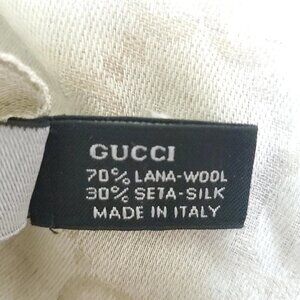 GUCCI
70% LANA-WOOL
30% SETA-SILK
MADE IN ITALY